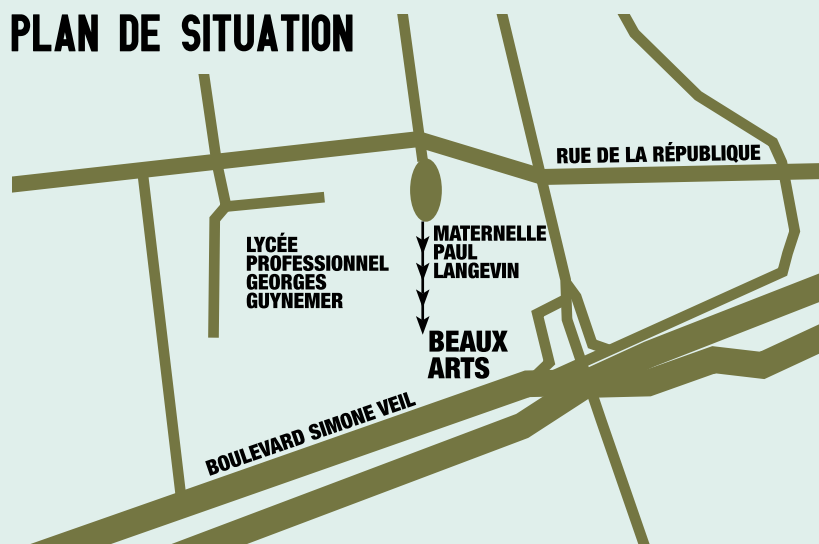 PLAN DE SITUATION
RUE DE LA RÉPUBLIQUE
LYCÉE
PROFESSIONNEL
GEORGES
GUYNEMER
MATERNELLE
PAUL
LANGEVIN
BEAUX
ARTS
BOULEVARD SIMONE VEIL